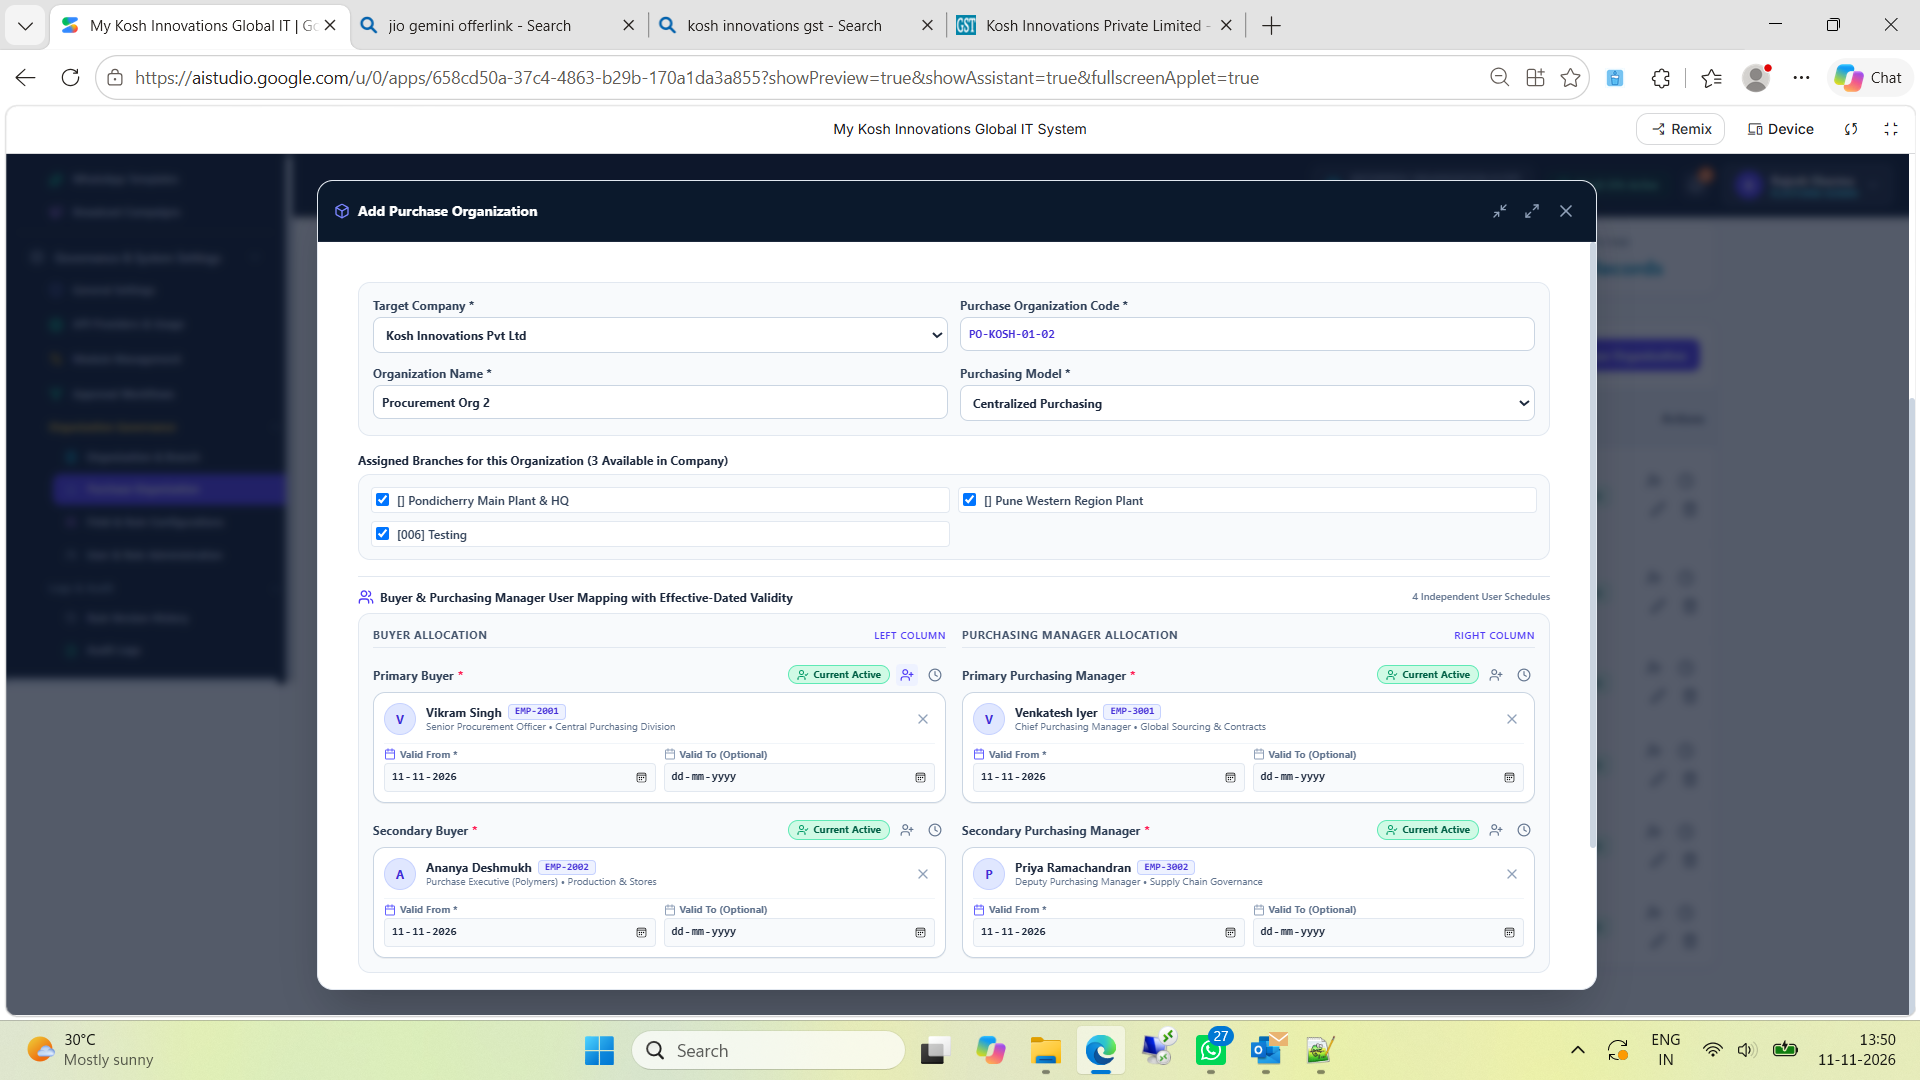 My Kosh Innovations Global IT | Go
jio gemini offerlink - Search
kosh innovations gst - Search
GST Kosh Innovations Private Limited -
https://aistudio.google.com/u/0/apps/658cd50a-37c4-4863-b29b-170a1da3a855?showPreview=true&showAssistant=true&fullscreenApplet=true
Chat
My Kosh Innovations Global IT System
Remix
Device
Add Purchase Organization
Target Company *
Purchase Organization Code *
Kosh Innovations Pvt Ltd
PO-KOSH-01-02
Organization Name *
Purchasing Model *
Procurement Org 2
Centralized Purchasing
Assigned Branches for this Organization (3 Available in Company)
[] Pondicherry Main Plant & HQ
[] Pune Western Region Plant
[006] Testing
Buyer & Purchasing Manager User Mapping with Effective-Dated Validity
4 Independent User Schedules
BUYER ALLOCATION
LEFT COLUMN
PURCHASING MANAGER ALLOCATION
RIGHT COLUMN
Primary Buyer *
Current Active
Primary Purchasing Manager *
Current Active
V
Vikram Singh EMP-2001
Senior Procurement Officer • Central Purchasing Division
V
Venkatesh Iyer EMP-3001
Chief Purchasing Manager • Global Sourcing & Contracts
Valid From *
Valid To (Optional)
Valid From *
Valid To (Optional)
11-11-2026
dd-mm-yyyy
11-11-2026
dd-mm-yyyy
Secondary Buyer *
Current Active
Secondary Purchasing Manager *
Current Active
A
Ananya Deshmukh EMP-2002
Purchase Executive (Polymers) • Production & Stores
P
Priya Ramachandran EMP-3002
Deputy Purchasing Manager • Supply Chain Governance
Valid From *
Valid To (Optional)
Valid From *
Valid To (Optional)
11-11-2026
dd-mm-yyyy
11-11-2026
dd-mm-yyyy
30°C
Mostly sunny
Search
27
ENG
IN
13:50
11-11-2026